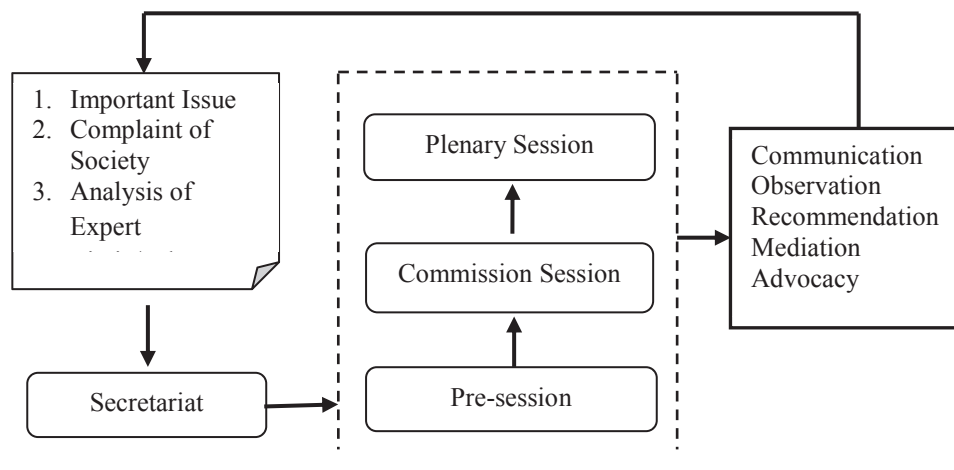 1. Important Issue
2. Complaint of
Society
3. Analysis of
Expert
Secretariat
Plenary Session
Commission Session
Pre-session
Communication
Observation
Recommendation
Mediation
Advocacy